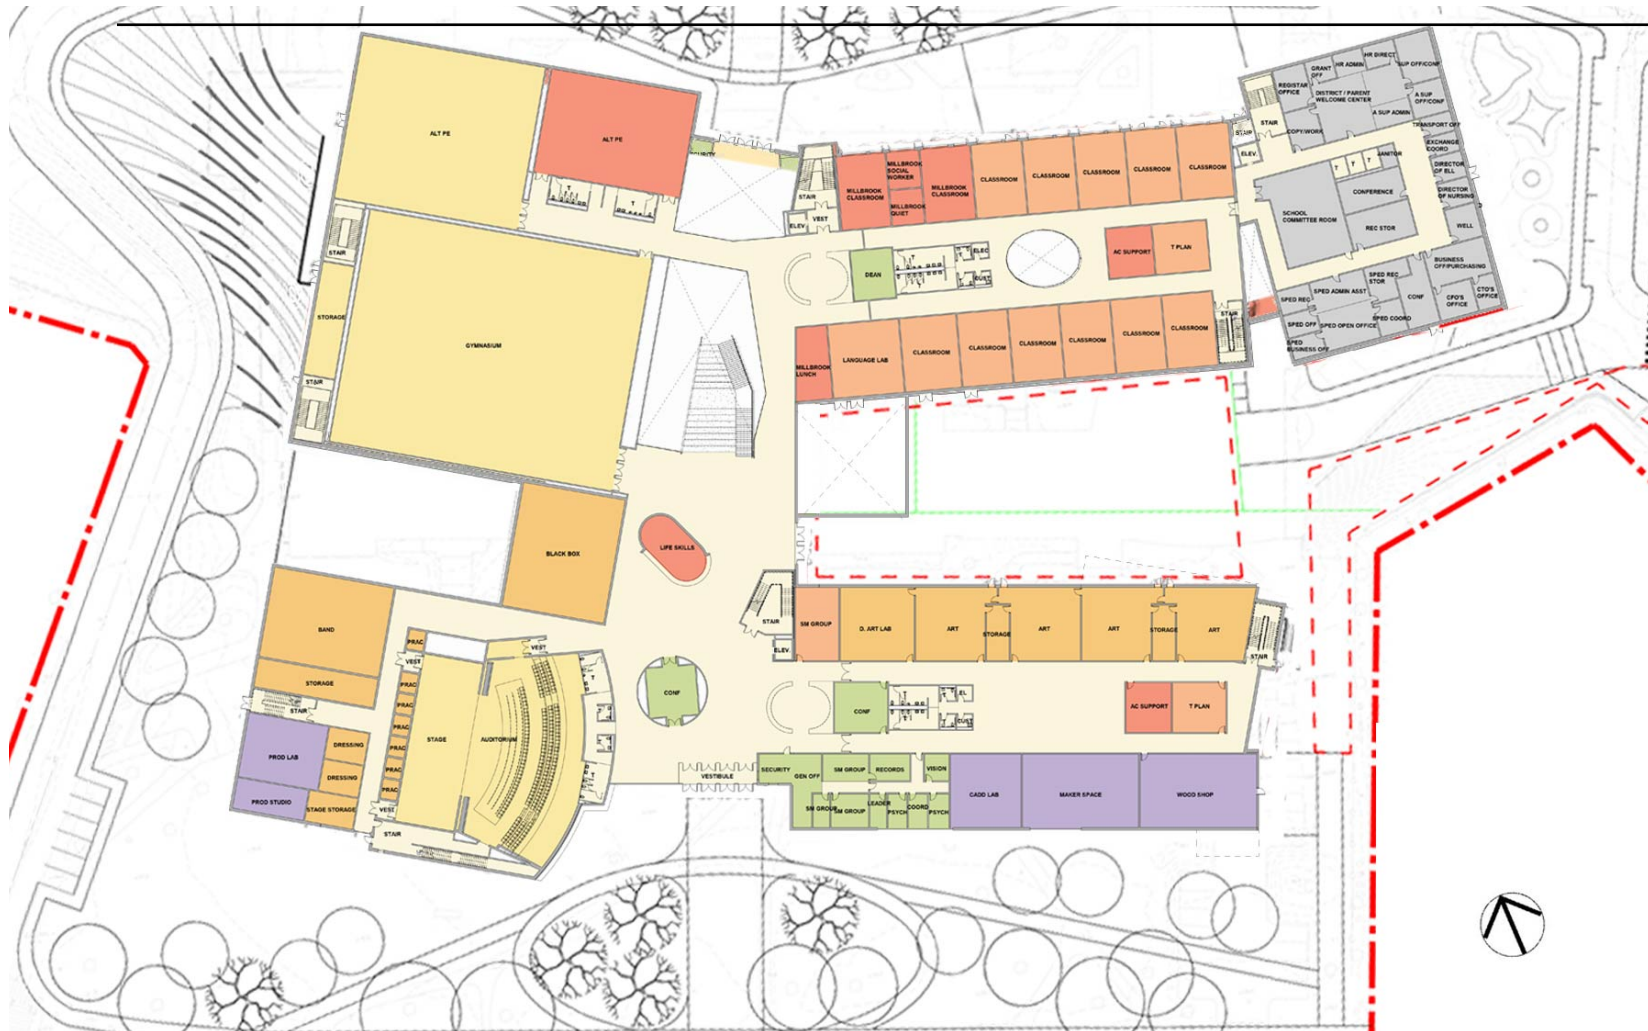 ALT PE
ALT PE
STAIR
STORAGE
STAIR
GYMNASIUM
STAIR
ELEV
VEST
MILLBROOK
CLASSROOM
MILLBROOK
SOCIAL
WORKER
MILLBROOK
QUIET
MILLBROOK
CLASSROOM
CLASSROOM
CLASSROOM
CLASSROOM
CLASSROOM
CLASSROOM
DEAN
ELEC
CUST
AC SUPPORT
T PLAN
MILLBROOK
LUNCH
LANGUAGE LAB
CLASSROOM
CLASSROOM
CLASSROOM
CLASSROOM
CLASSROOM
CLASSROOM
STAIR
STAIR
ELEV.
STAIR
REGISTAR
OFFICE
GRANT
OFF
HR ADMIN
HR DIRECT
SUP OFF/CONF
DISTRICT / PARENT
WELCOME CENTER
A SUP
OFF/CONF
A SUP ADMIN
COPY/WORK
TRANSPORT OFF
EXCHANGE
COORD
JANITOR
T
T
T
DIRECTOR
OF ELL
CONFERENCE
DIRECTOR
OF NURSING
SCHOOL
COMMITTEE ROOM
REC STOR
WELL
BUSINESS
OFF/PURCHASING
SPED REC
STOR
SPED ADMIN ASST
SPED REC
CONF
CFO'S
OFFICE
CTO'S
OFFICE
SPED OFF
SPED OPEN OFFICE
SPED COORD
SPED
BUSINESS OFF
BLACK BOX
LIFE SKILLS
BAND
STORAGE
STAIR
PRAC
VEST
PRAC
PRAC
PRAC
PRAC
PRAC
PRAC
VEST
STAGE
AUDITORIUM
VEST
PROD LAB
DRESSING
DRESSING
PROD STUDIO
STAGE STORAGE
STAIR
CONF
STAIR
ELEV.
SM GROUP
D. ART LAB
ART
STORAGE
ART
ART
STORAGE
ART
STAIR
CONF
EL
CUST
AC SUPPORT
T PLAN
VESTIBULE
SECURITY
GEN OFF
SM GROUP
RECORDS
VISION
SM GROUP
SM GROUP
LEADER
PSYCH
COORD
PSYCH
CADD LAB
MAKER SPACE
WOOD SHOP